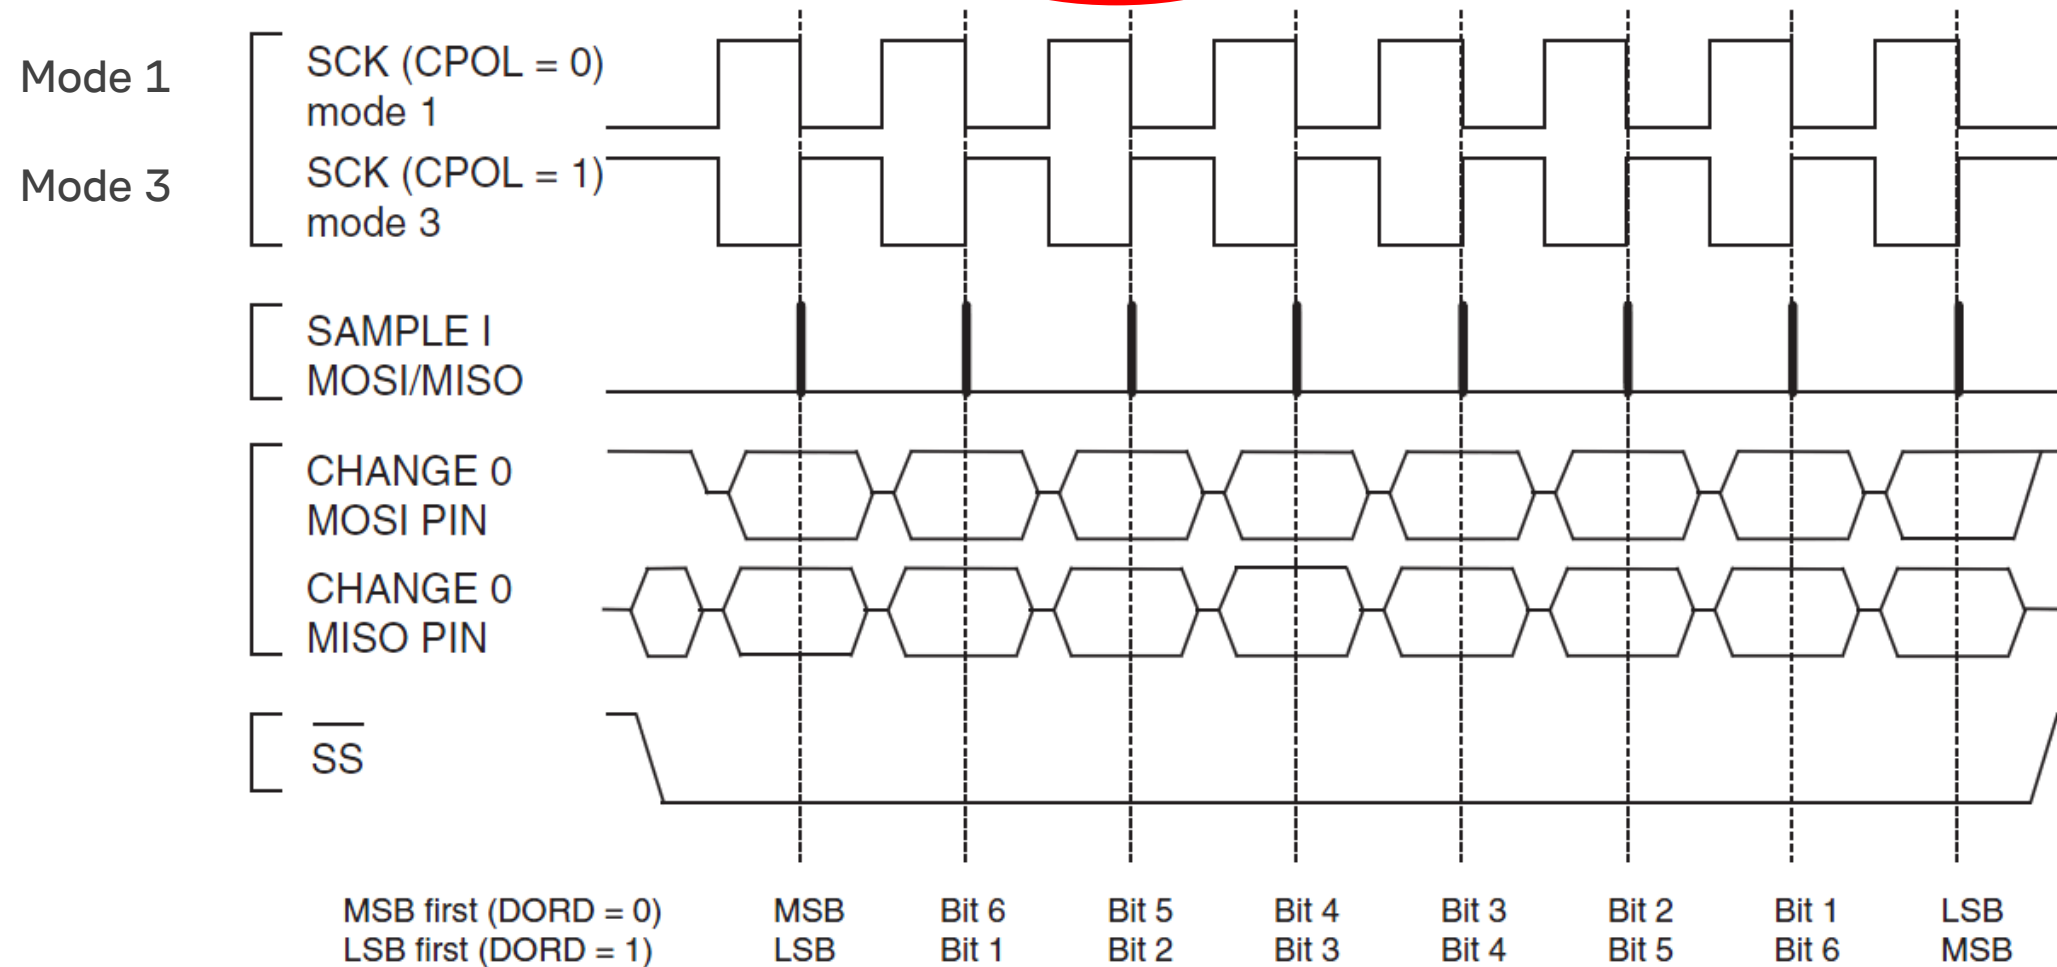 Mode 1
SCK (CPOL = 0)
mode 1
Mode 3
SCK (CPOL = 1)
mode 3
SAMPLE I
MOSI/MISO
CHANGE 0
MOSI PIN
CHANGE 0
MISO PIN
SS
MSB first (DORD = 0) MSB Bit 6 Bit 5 Bit 4 Bit 3 Bit 2 Bit 1 LSB
LSB first (DORD = 1) LSB Bit 1 Bit 2 Bit 3 Bit 4 Bit 5 Bit 6 MSB